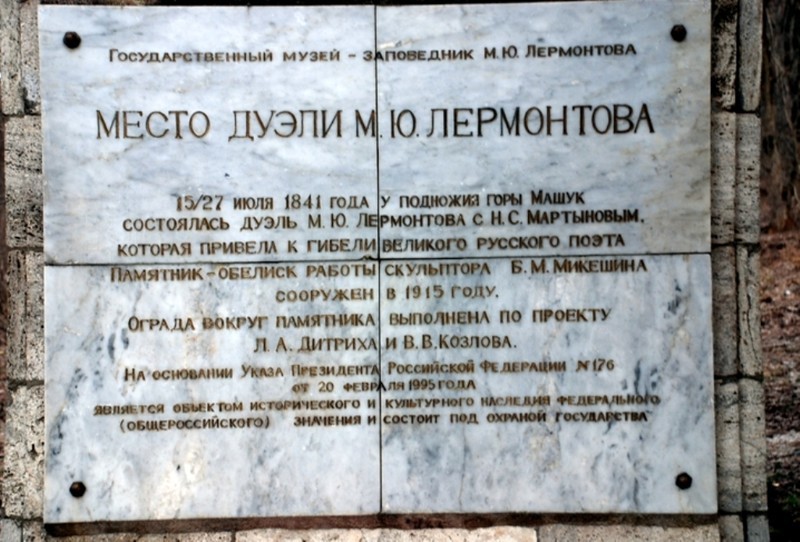 Государственный музей – заповедник М.Ю. Лермонтова
МЕСТО ДУЭЛИ М.Ю. ЛЕРМОНТОВА
15/27 июля 1841 года у подножия горы Машук
состоялась дуэль М.Ю. Лермонтова с Н.С. Мартыновым,
которая привела к гибели великого русского поэта
Памятник-обелиск работы скульптора Б.М. Микешина
сооружен в 1915 году.
Ограда вокруг памятника выполнена по проекту
Л.А. Дитриха и В.В. Козлова.
На основании Указа Президента Российской Федерации №176
от 20 февраля 1995 года
является объектом исторического и культурного наследия федерального
(общероссийского) значения и состоит под охраной государства